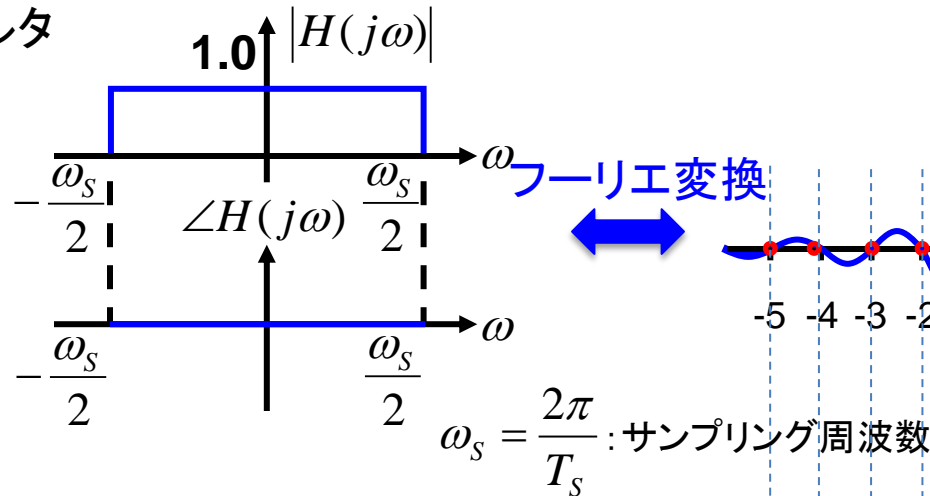 ルタ
1.0 |H(jω)|
ω
-ω_S/2 ω_S/2
フーリエ変換
∠H(jω)
-5 -4 -3 -2
ω
-ω_S/2 ω_S/2
ω_S = 2π/T_S : サンプリング周波数